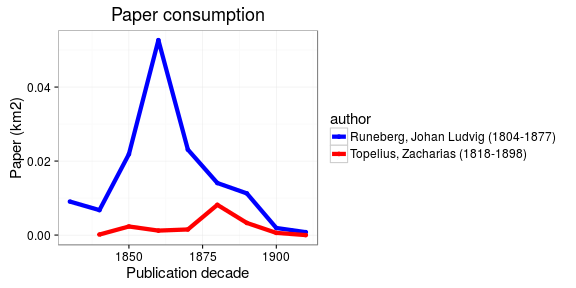 Paper consumption
Paper (km2)
0.04
0.02
0.00
1850
1875
1900
Publication decade
author
Runeberg, Johan Ludvig (1804-1877)
Topelius, Zacharias (1818-1898)